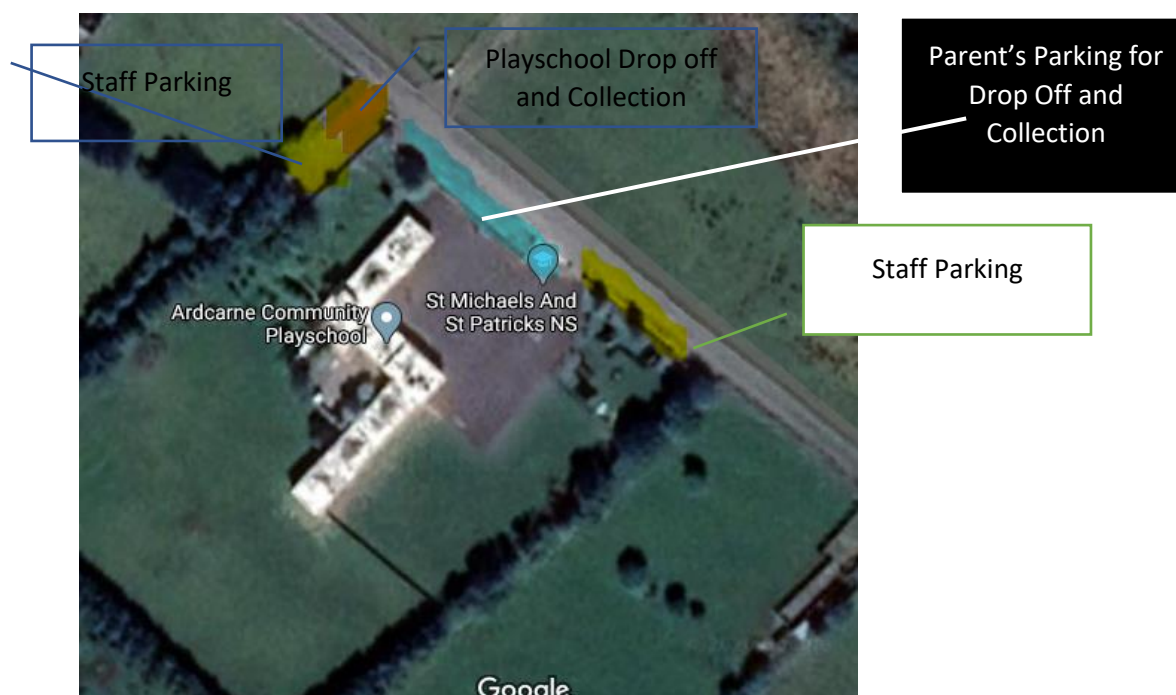 Staff Parking
Playschool Drop off
and Collection
Parent's Parking for
Drop Off and
Collection
Staff Parking
Ardcarne Community
Playschool
St Michaels And
St Patricks NS
Google